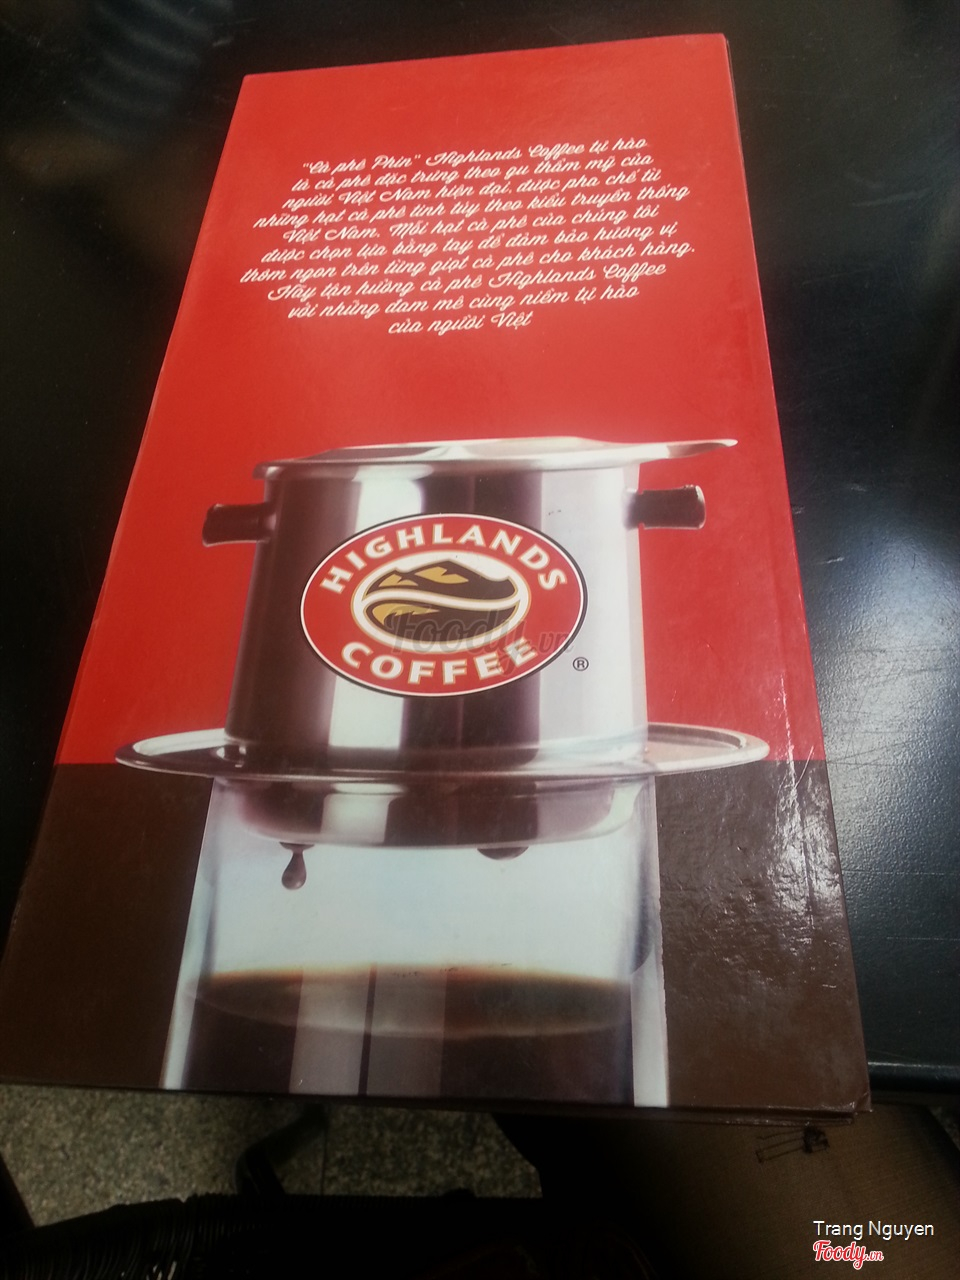 "Cà phê Phin" Highlands Coffee tự hào
là cà phê đặc trưng theo gu thẩm mỹ của
người Việt Nam hiện đại, được pha chế từ
những hạt cà phê tinh túy theo kiểu truyền thống
Việt Nam. Mỗi hạt cà phê của chúng tôi
được chọn lựa bằng tay để đảm bảo hương vị
thơm ngon trên từng giọt cà phê cho khách hàng.
Hãy tận hưởng cà phê Highlands Coffee
với những đam mê cùng niềm tự hào
của người Việt
HIGHLANDS
COFFEE
®
Foody.vn
Trang Nguyen
Foody.vn